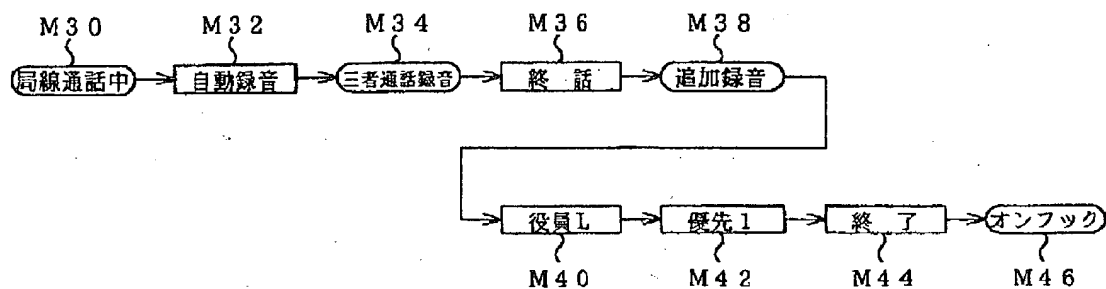 M30 M32 M34 M36 M38
局線通話中 自動録音 三者通話録音 終 話 追加録音
役員L 優先1 終 了 オンフック
M40 M42 M44 M46